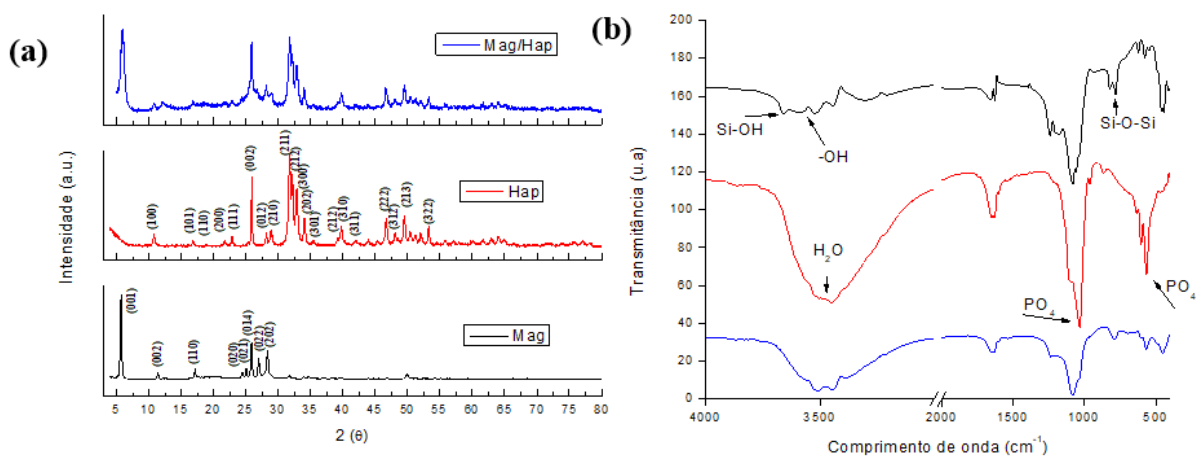 (a)
Mag/Hap
Hap
(100)
(101)
(110)
(200)
(111)
(002)
(012)
(210)
(211)
(212)
(300)
(202)
(301)
(212)
(310)
(311)
(222)
(312)
(213)
(322)
Mag
(001)
(002)
(110)
(020)
(021)
(014)
(022)
(202)
Intensidade (a.u.)
5 10 15 20 25 30 35 40 45 50 55 60 65 70 75 80
2 (θ)
(b)
200
180
160
140
120
100
80
60
40
20
0
Transmitância (u.a)
Si-OH
-OH
Si-O-Si
H₂O
PO₄
PO₄
4000 3500 2000 1500 1000 500
Comprimento de onda (cm⁻¹)